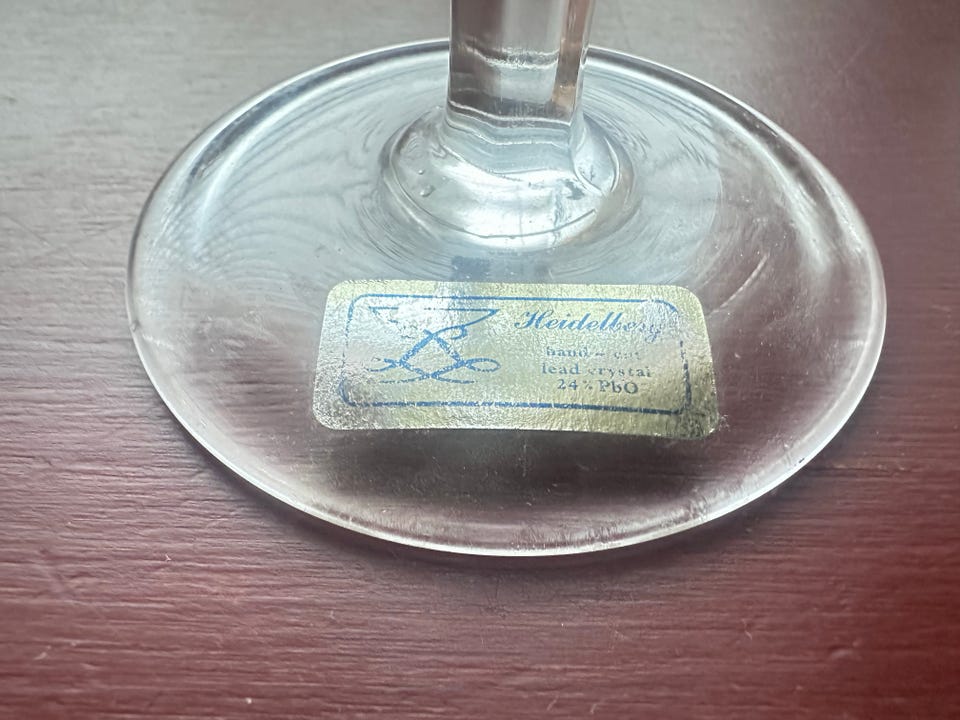 Heidelberg
hand - cut
lead crystal
24% PbO